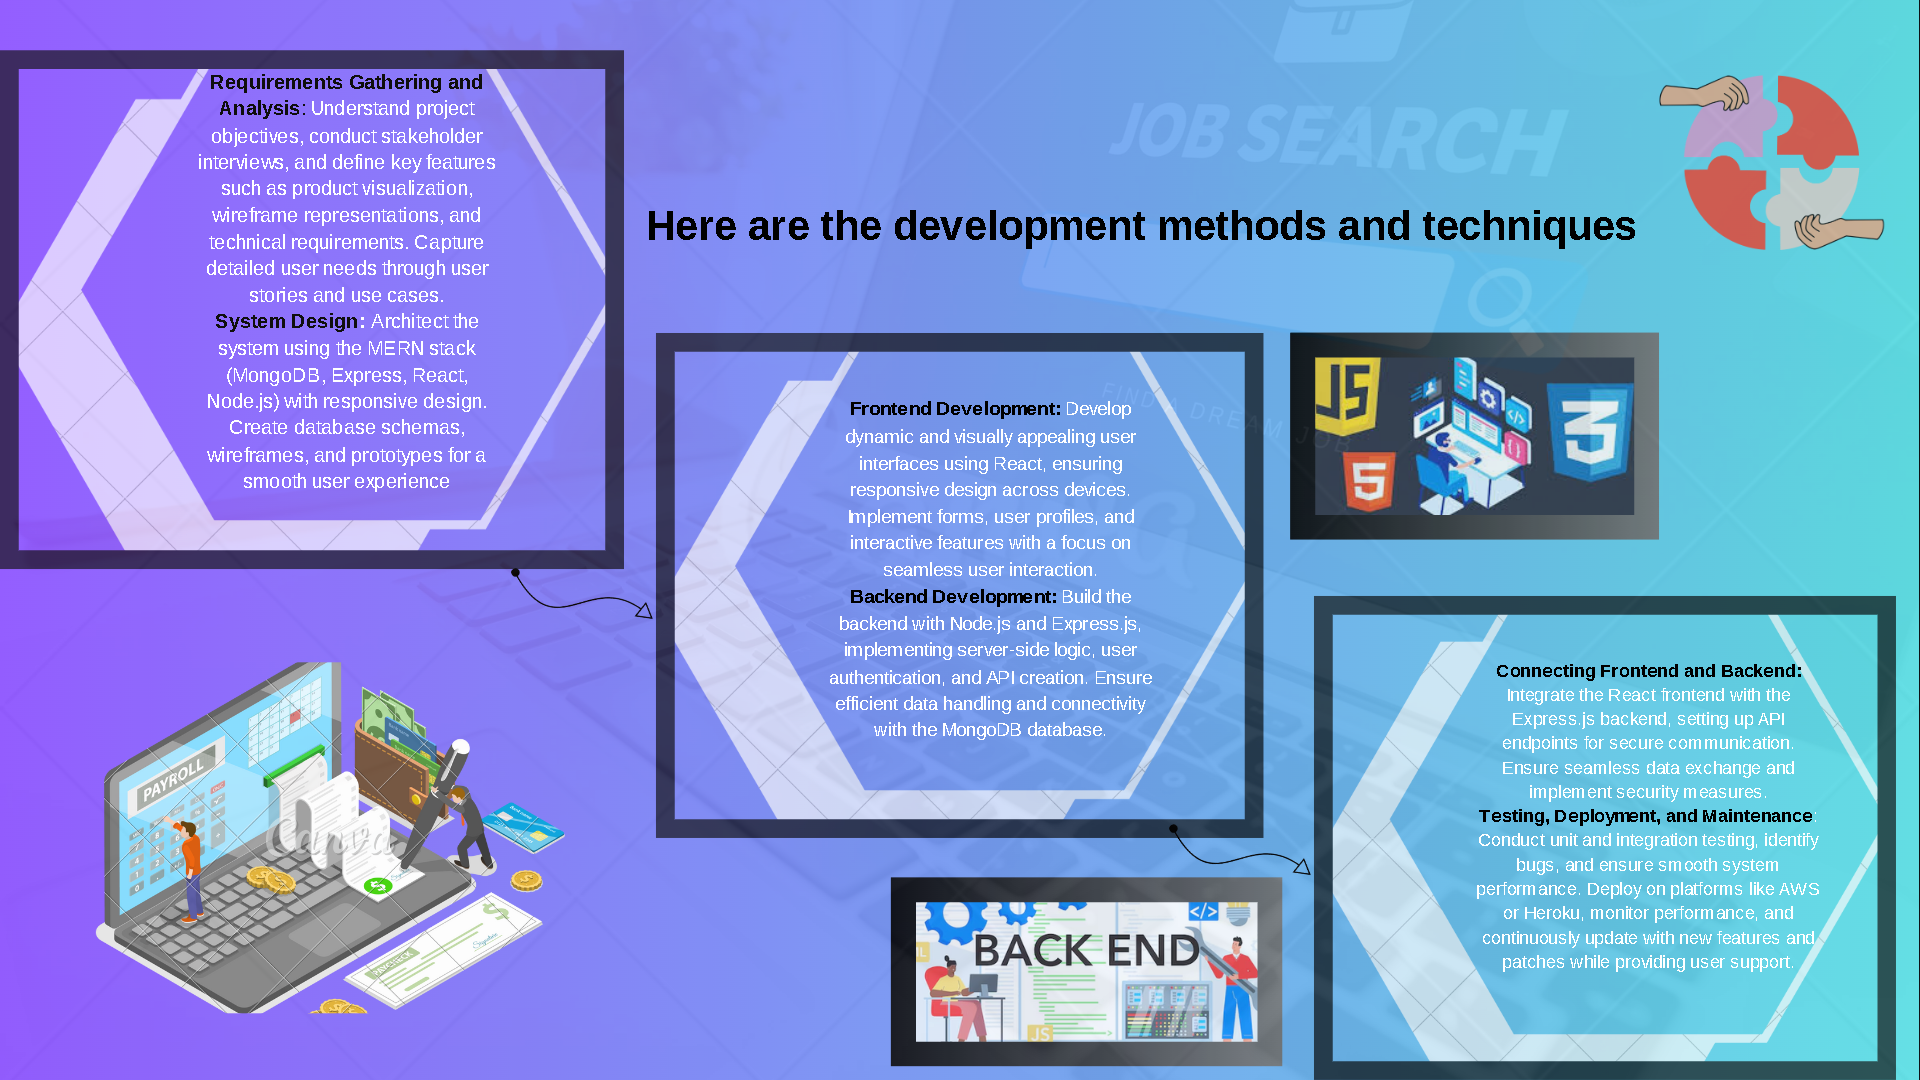 Requirements Gathering and
Analysis: Understand project
objectives, conduct stakeholder
interviews, and define key features
such as product visualization,
wireframe representations, and
technical requirements. Capture
detailed user needs through user
stories and use cases.
System Design: Architect the
system using the MERN stack
(MongoDB, Express, React,
Node.js) with responsive design.
Create database schemas,
wireframes, and prototypes for a
smooth user experience
JOB SEARCH
Here are the development methods and techniques
FIND A DREAM JOB
Frontend Development: Develop
dynamic and visually appealing user
interfaces using React, ensuring
responsive design across devices.
Implement forms, user profiles, and
interactive features with a focus on
seamless user interaction.
Backend Development: Build the
backend with Node.js and Express.js,
implementing server-side logic, user
authentication, and API creation. Ensure
efficient data handling and connectivity
with the MongoDB database.
JS
5
3
</>
Connecting Frontend and Backend:
Integrate the React frontend with the
Express.js backend, setting up API
endpoints for secure communication.
Ensure seamless data exchange and
implement security measures.
Testing, Deployment, and Maintenance
Conduct unit and integration testing, identify
bugs, and ensure smooth system
performance. Deploy on platforms like AWS
or Heroku, monitor performance, and
continuously update with new features and
patches while providing user support.
PAYROLL
Canva
PAYCHECK
Signature
</>
BACK END
JS